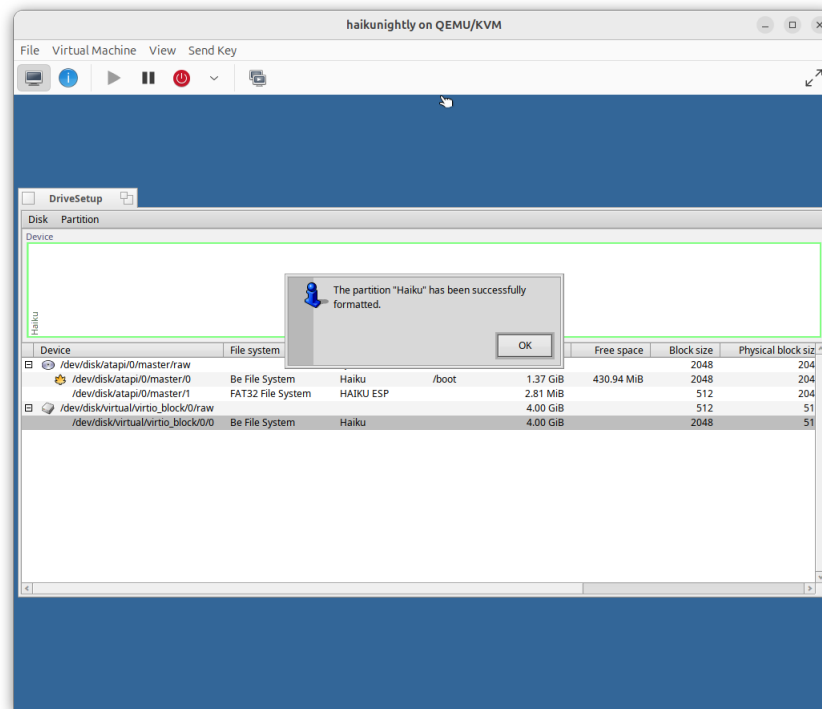 haikunightly on QEMU/KVM
File Virtual Machine View Send Key
DriveSetup
Disk Partition
Device
Haiku
The partition "Haiku" has been successfully
formatted.
OK
Device File system Free space Block size Physical block siz
/dev/disk/atapi/0/master/raw 2048 204
/dev/disk/atapi/0/master/0 Be File System Haiku /boot 1.37 GiB 430.94 MiB 2048 204
/dev/disk/atapi/0/master/1 FAT32 File System HAIKU ESP 2.81 MiB 512 204
/dev/disk/virtual/virtio_block/0/raw 4.00 GiB 512 51
/dev/disk/virtual/virtio_block/0/0 Be File System Haiku 4.00 GiB 2048 51